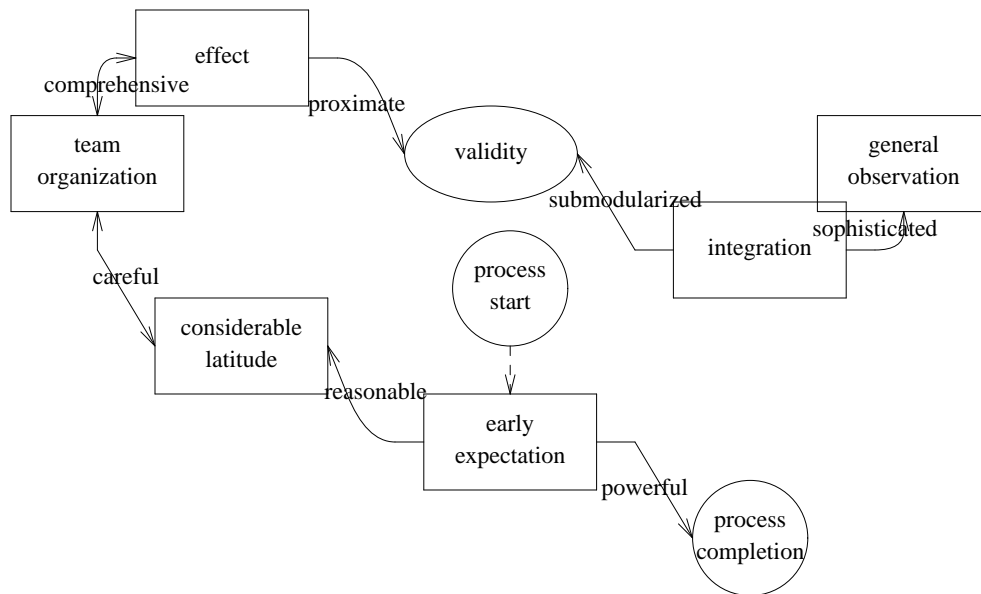 effect
comprehensive
proximate
team
organization
validity
general
observation
submodularized
sophisticated
integration
process
start
careful
considerable
latitude
reasonable
early
expectation
powerful
process
completion